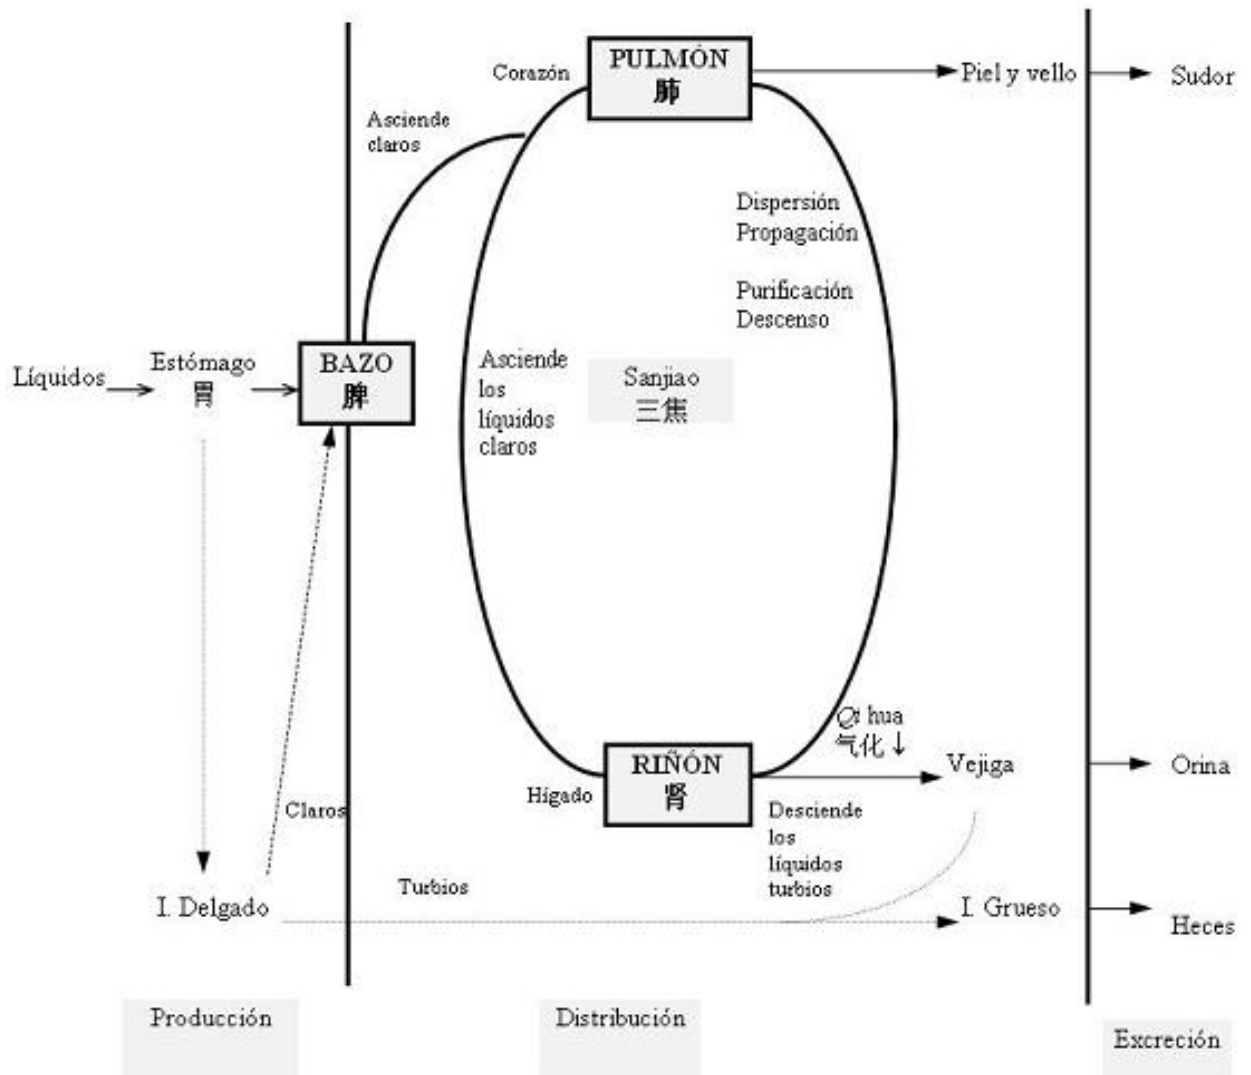 PULMÓN
肺
Corazón
Piel y vello
Sudor
Asciende
claros
Dispersión
Propagación
Purificación
Descenso
Líquidos
Estómago
胃
BAZO
脾
Asciende
los
líquidos
claros
Sanjiao
三焦
Qi hua
气化↓
RIÑÓN
肾
Hígado
Vejiga
Orina
Claros
Desciende
los
líquidos
turbios
Turbios
I. Delgado
I. Grueso
Heces
Producción
Distribución
Excreción